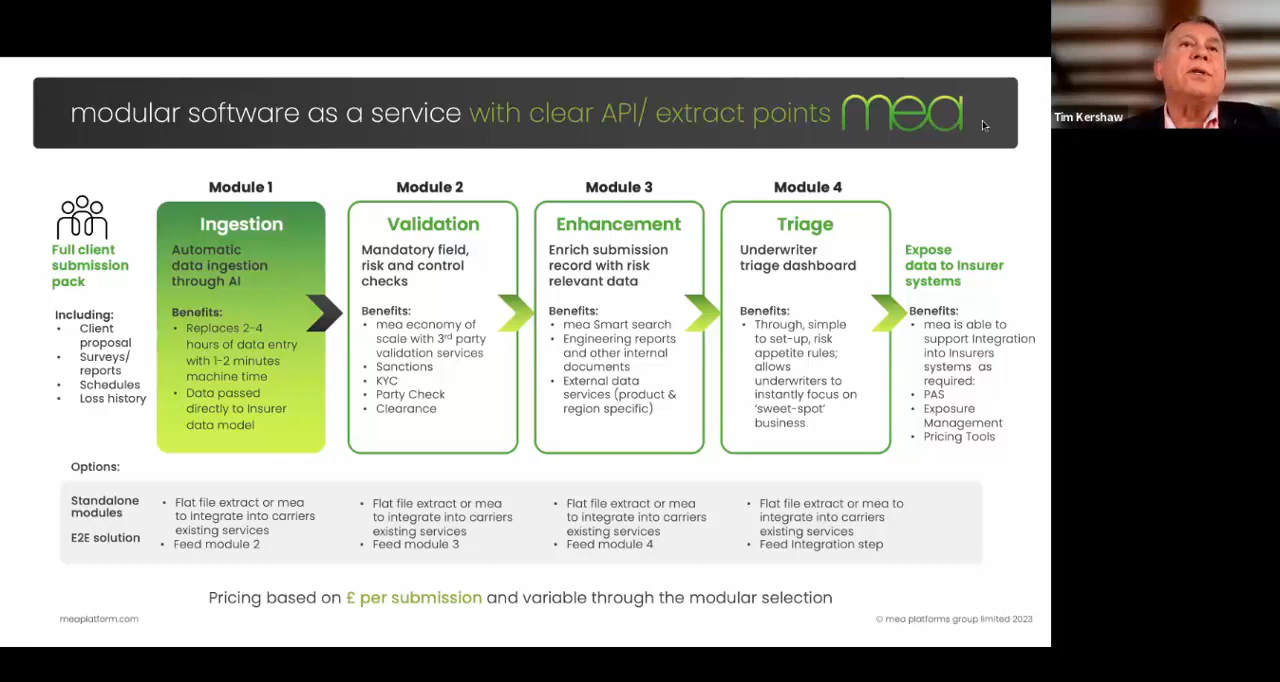 modular software as a service with clear API/ extract points mea
Tim Kershaw
Full client
submission
pack
Including:
• Client
proposal
• Surveys/
reports
• Schedules
• Loss history
Module 1
Ingestion
Automatic
data ingestion
through AI
Benefits:
• Replaces 2-4
hours of data entry
with 1-2 minutes
machine time
• Data passed
directly to Insurer
data model
Module 2
Validation
Mandatory field,
risk and control
checks
Benefits:
• mea economy of
scale with 3rd party
validation services
• Sanctions
• KYC
• Party Check
• Clearance
Module 3
Enhancement
Enrich submission
record with risk
relevant data
Benefits:
• mea Smart search
• Engineering reports
and other internal
documents
• External data
services (product &
region specific)
Module 4
Triage
Underwriter
triage dashboard
Benefits:
• Through, simple
to set-up, risk
appetite rules;
allows
underwriters to
instantly focus on
'sweet-spot'
business
Expose
data to Insurer
systems
Benefits:
• mea is able to
support Integration
into Insurers
systems as
required:
• PAS
• Exposure
Management
• Pricing Tools
Options:
Standalone
modules
E2E solution
• Flat file extract or mea
to integrate into carriers
existing services
• Feed module 2
• Flat file extract or mea
to integrate into carriers
existing services
• Feed module 3
• Flat file extract or mea
to integrate into carriers
existing services
• Feed module 4
• Flat file extract or mea to
integrate into carriers
existing services
• Feed Integration step
Pricing based on £ per submission and variable through the modular selection
meaplatform.com
© mea platforms group limited 2023